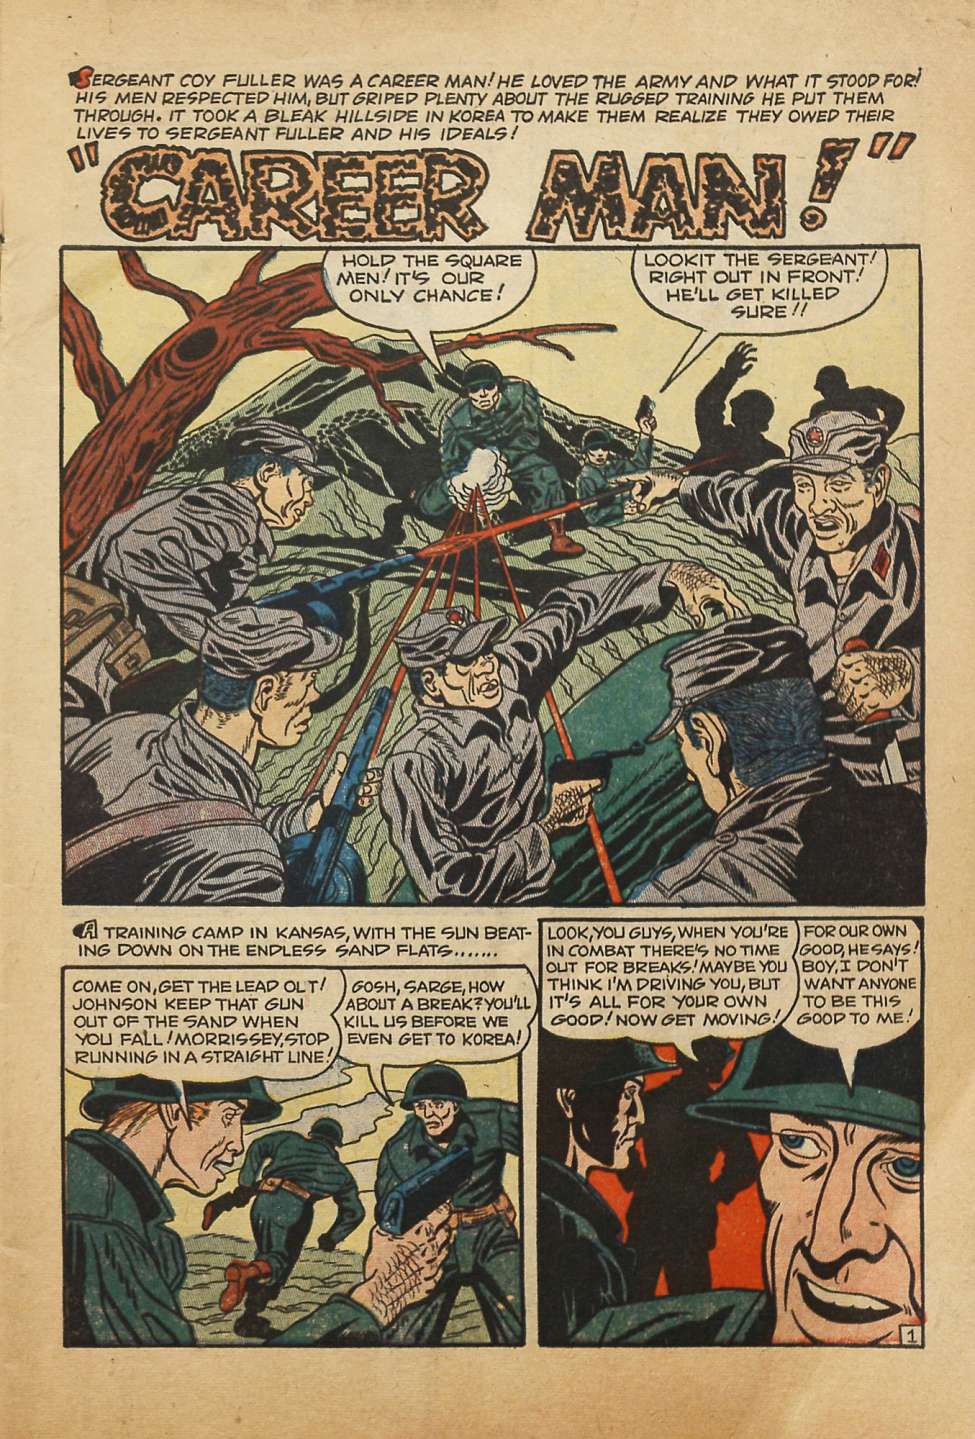 SERGEANT COY FULLER WAS A CAREER MAN! HE LOVED THE ARMY AND WHAT IT STOOD FOR!
HIS MEN RESPECTED HIM, BUT GRIPED PLENTY ABOUT THE RUGGED TRAINING HE PUT THEM
THROUGH. IT TOOK A BLEAK HILLSIDE IN KOREA TO MAKE THEM REALIZE THEY OWED THEIR
LIVES TO SERGEANT FULLER AND HIS IDEALS!
"CAREER MAN!"
HOLD THE SQUARE
MEN! IT'S OUR
ONLY CHANCE!
LOOKIT THE SERGEANT!
RIGHT OUT IN FRONT!
HE'LL GET KILLED
SURE!!
A TRAINING CAMP IN KANSAS, WITH THE SUN BEAT-
ING DOWN ON THE ENDLESS SAND FLATS.......
COME ON, GET THE LEAD OLT!
JOHNSON KEEP THAT GUN
OUT OF THE SAND WHEN
YOU FALL! MORRISSEY, STOP
RUNNING IN A STRAIGHT LINE!
GOSH, SARGE, HOW
ABOUT A BREAK? YOU'LL
KILL US BEFORE WE
EVEN GET TO KOREA!
LOOK, YOU GUYS, WHEN YOU'RE
IN COMBAT THERE'S NO TIME
OUT FOR BREAKS! MAYBE YOU
THINK I'M DRIVING YOU, BUT
IT'S ALL FOR YOUR OWN
GOOD! NOW GET MOVING!
FOR OUR OWN
GOOD, HE SAYS!
BOY, I DON'T
WANT ANYONE
TO BE THIS
GOOD TO ME!
1